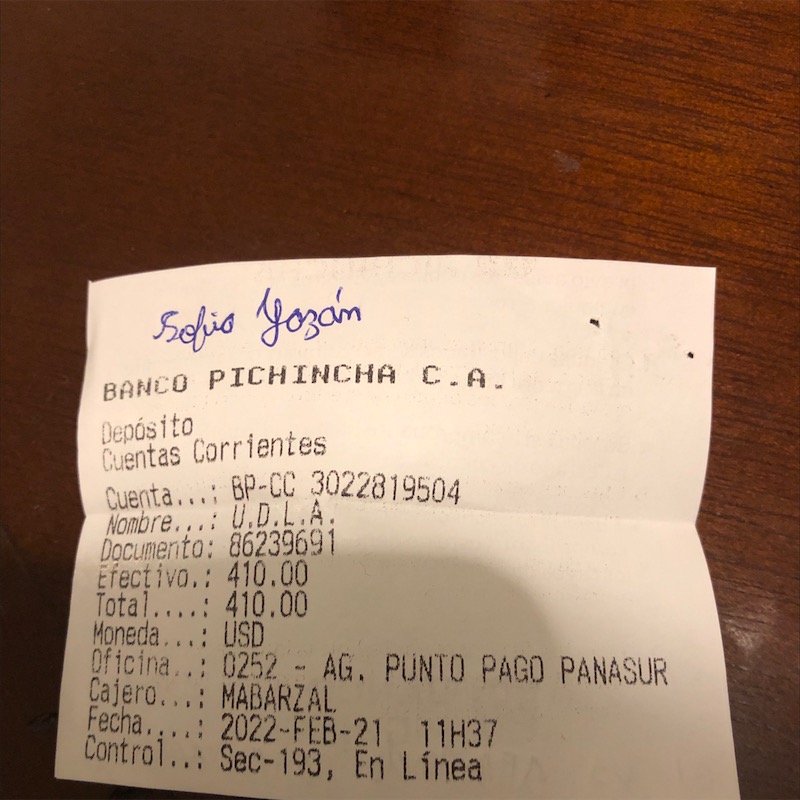 Sofia Yozán
BANCO PICHINCHA C.A.
Depósito
Cuentas Corrientes
Cuenta...: BP-CC 3022819504
Nombre...: U.D.L.A.
Documento: 86239691
Efectivo.: 410.00
Total....: 410.00
Moneda...: USD
Oficina..: 0252 - AG. PUNTO PAGO PANASUR
Cajero...: MABARZAL
Fecha....: 2022-FEB-21 11H37
Control..: Sec-193, En Línea